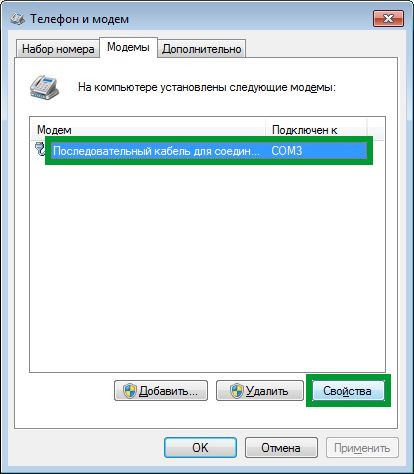 Телефон и модем
Набор номера Модемы Дополнительно
На компьютере установлены следующие модемы:
Модем Подключен к
Последовательный кабель для соедин... COM3
Добавить... Удалить Свойства
OK Отмена Применить